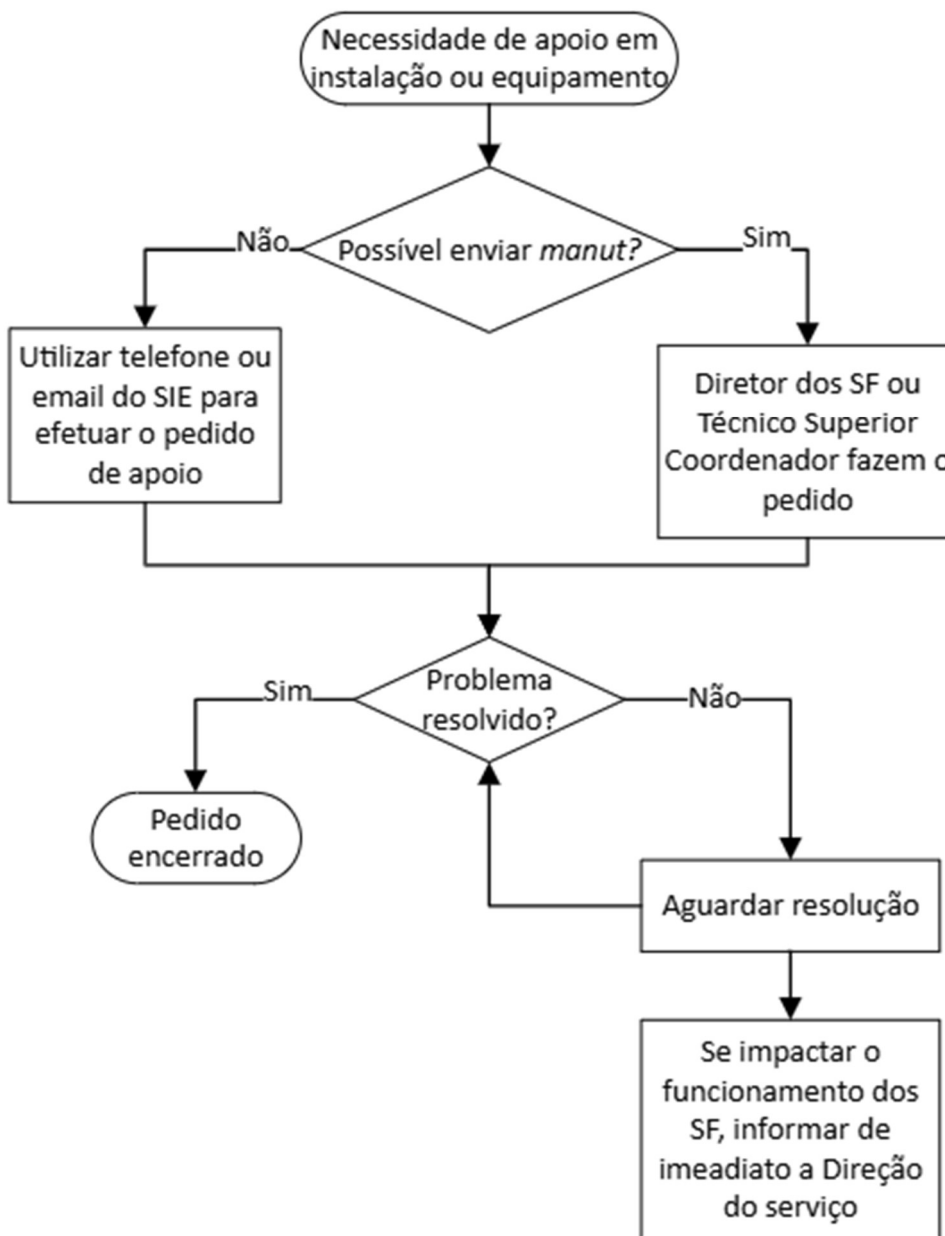 Necessidade de apoio em
instalação ou equipamento
Não
Possível enviar manut?
Sim
Utilizar telefone ou
email do SIE para
efetuar o pedido
de apoio
Diretor dos SF ou
Técnico Superior
Coordenador fazem o
pedido
Sim
Problema
resolvido?
Não
Pedido
encerrado
Aguardar resolução
Se impactar o
funcionamento dos
SF, informar de
imeadiato a Direção
do serviço